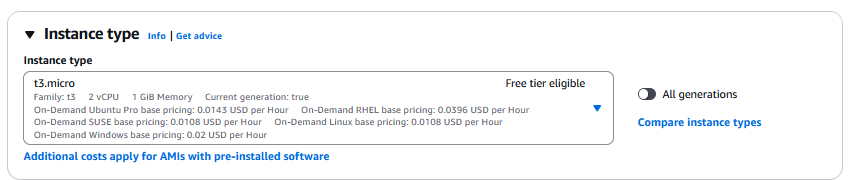 Instance type Info | Get advice
Instance type
t3.micro Free tier eligible
Family: t3 2 vCPU 1 GiB Memory Current generation: true
On-Demand Ubuntu Pro base pricing: 0.0143 USD per Hour On-Demand RHEL base pricing: 0.0396 USD per Hour
On-Demand SUSE base pricing: 0.0108 USD per Hour On-Demand Linux base pricing: 0.0108 USD per Hour
On-Demand Windows base pricing: 0.02 USD per Hour
All generations
Compare instance types
Additional costs apply for AMIs with pre-installed software